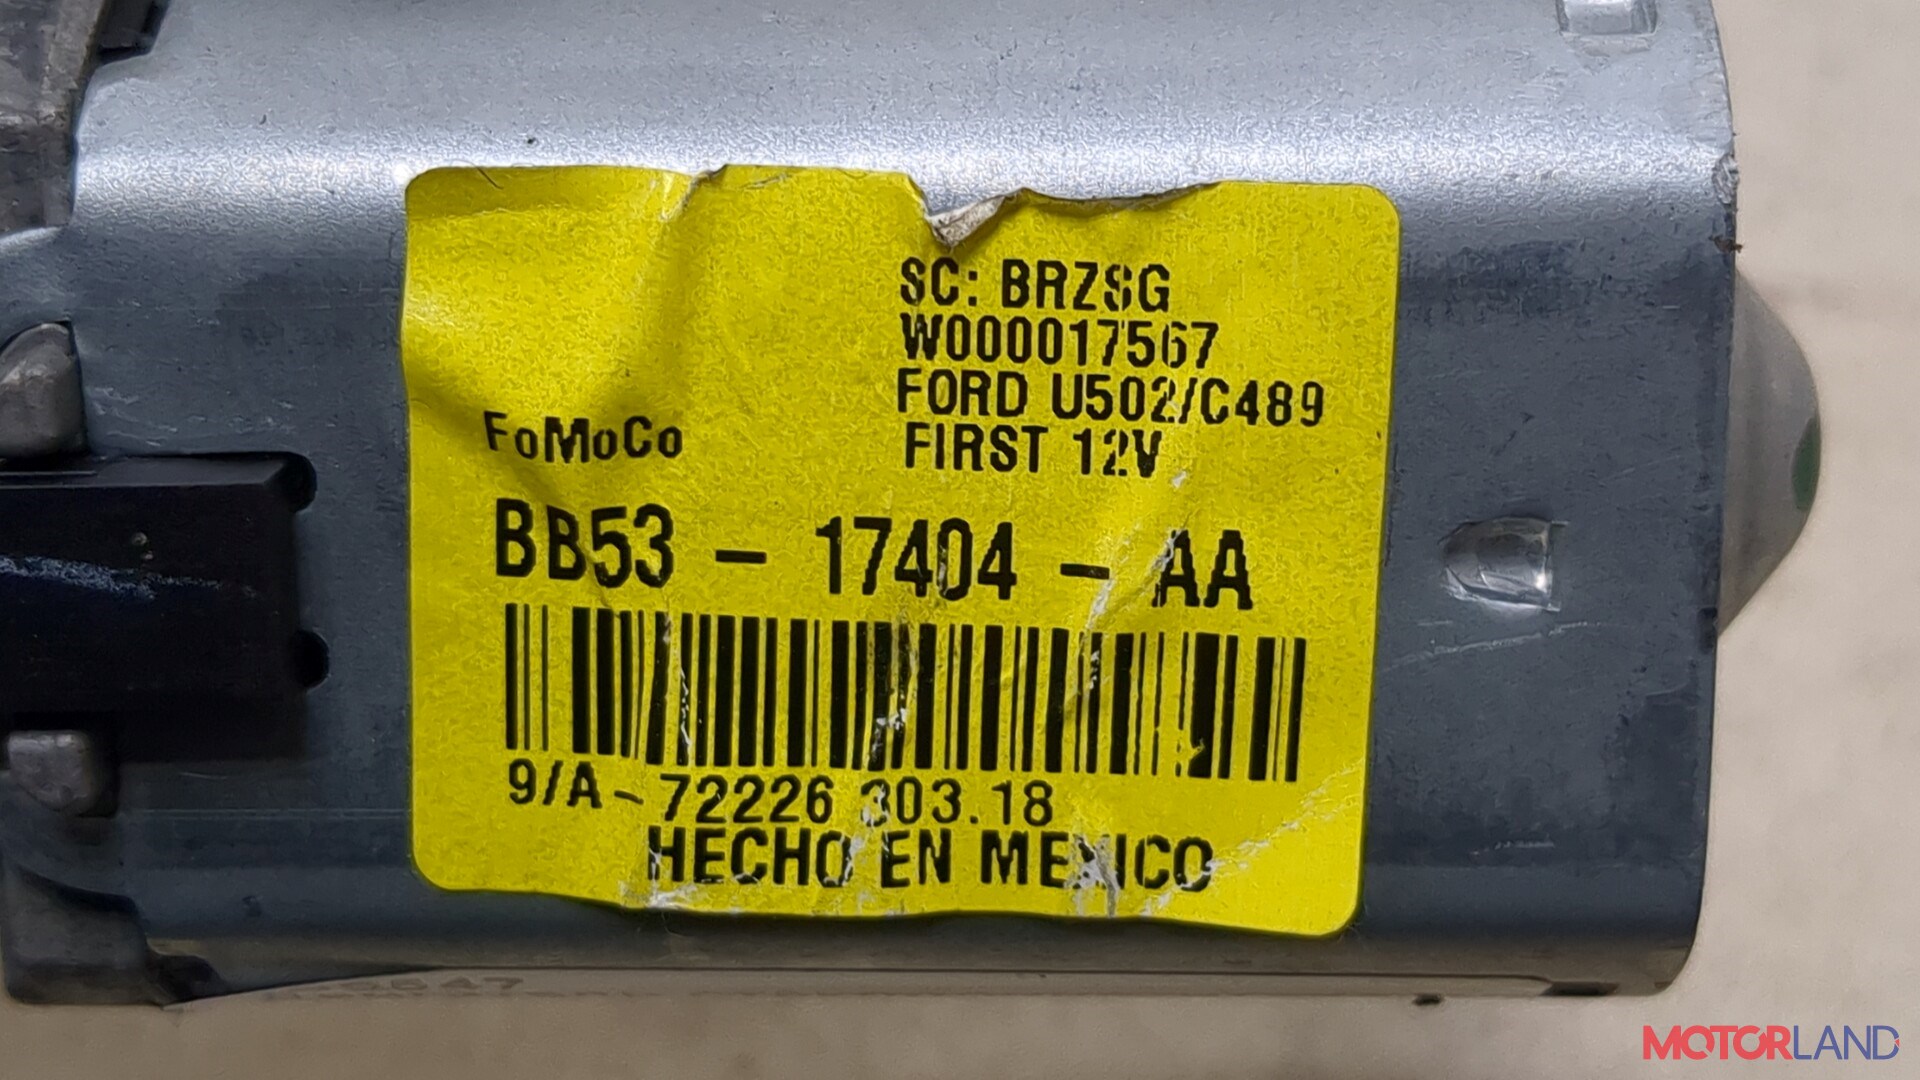 SC: BRZSG
W000017567
FORD U502/C489
FIRST 12V
FoMoCo
BB53 - 17404 - AA
9/A - 72226 303.18
HECHO EN MEXICO
MOTORLAND